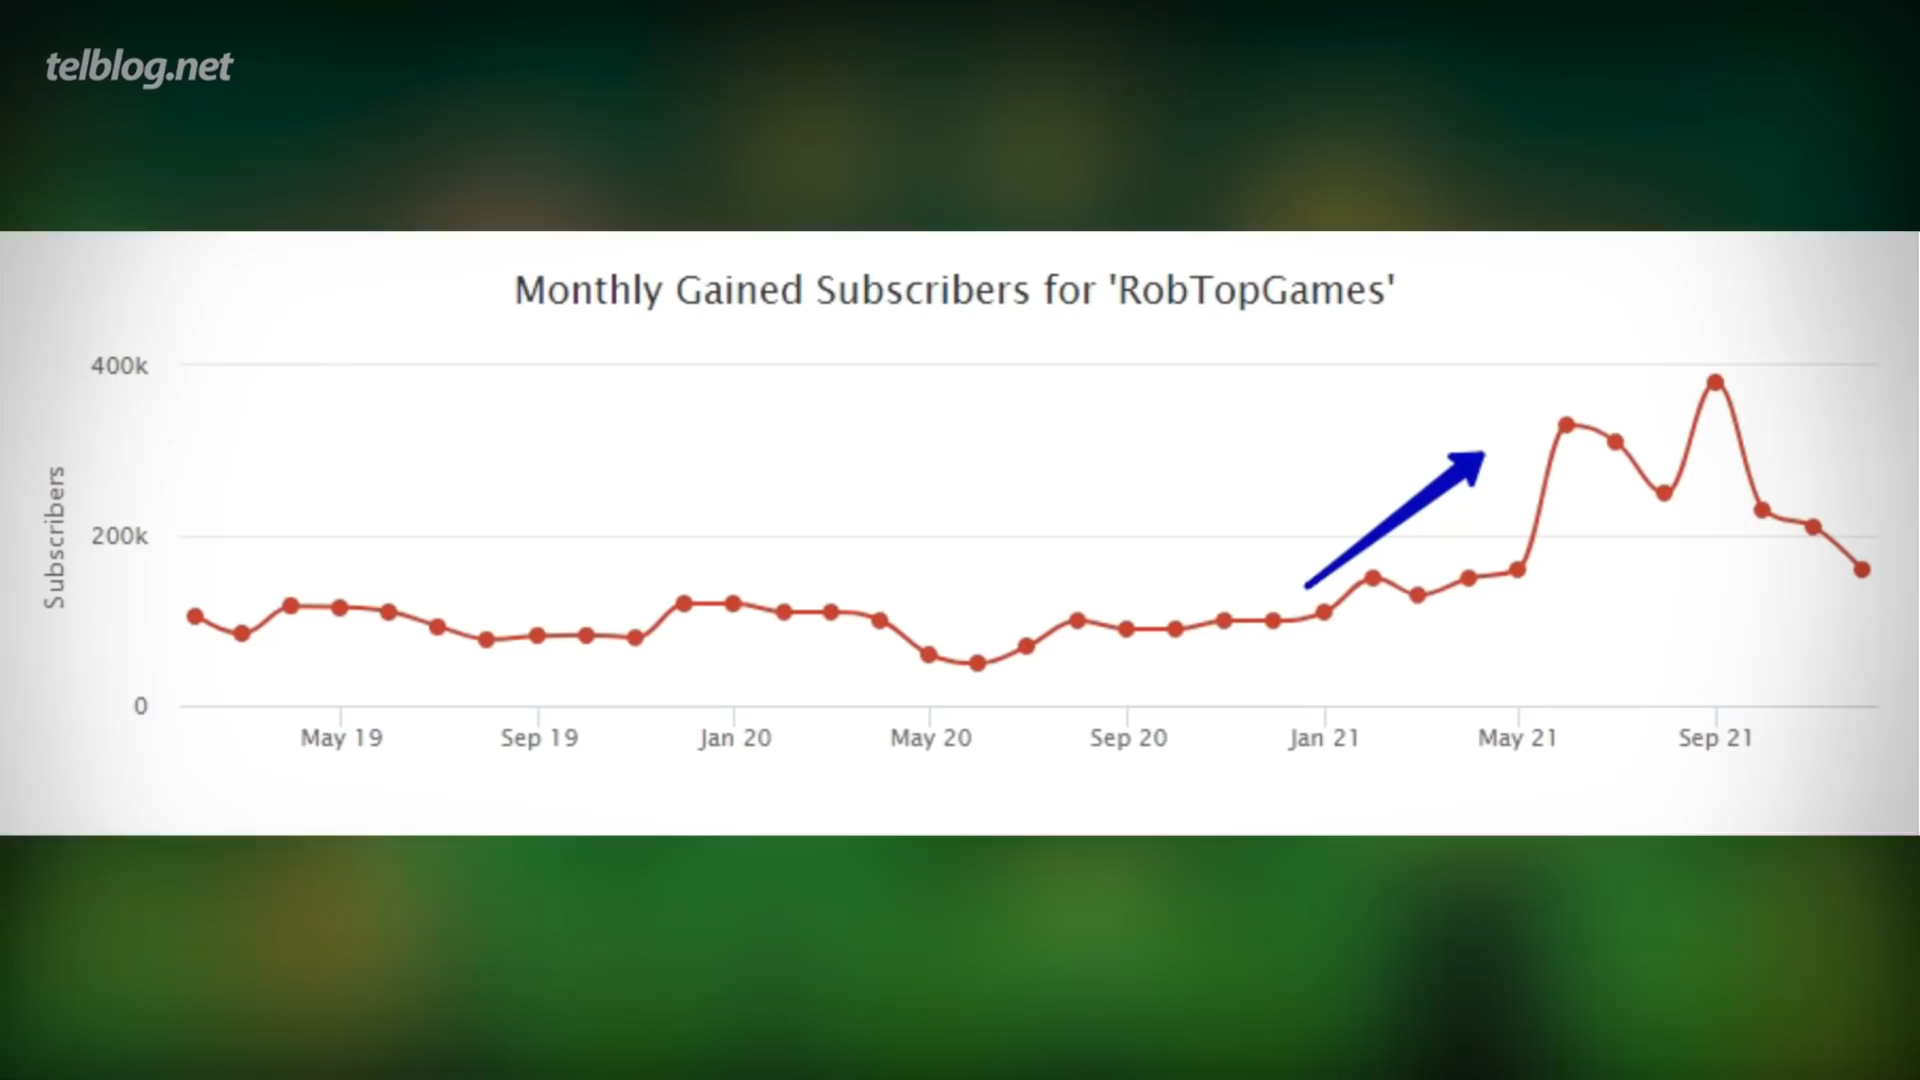 telblog.net
Monthly Gained Subscribers for 'RobTopGames'
Subscribers
400k
200k
0
May 19
Sep 19
Jan 20
May 20
Sep 20
Jan 21
May 21
Sep 21